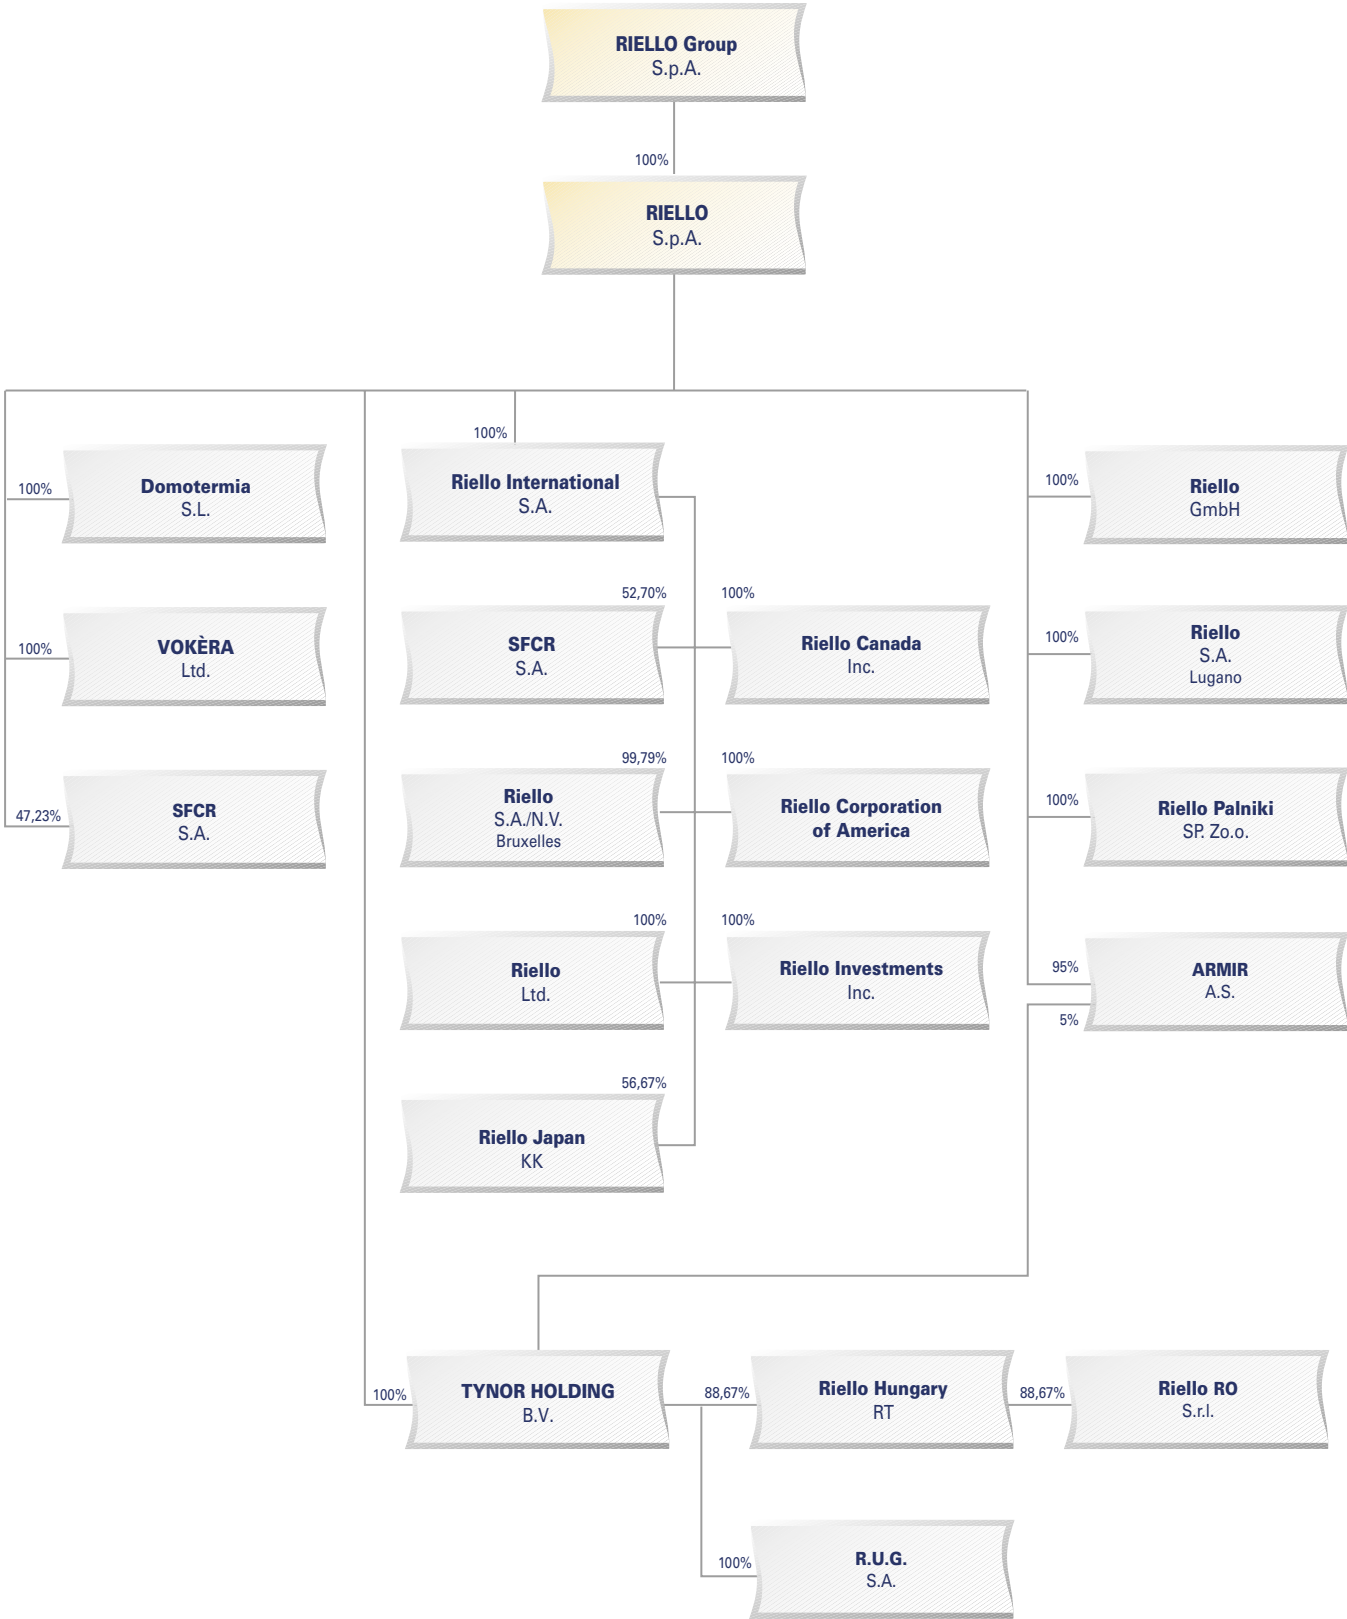 RIELLO Group
S.p.A.
100%
RIELLO
S.p.A.
100%
Domotermia
S.L.
100%
VOKÈRA
Ltd.
47,23%
SFCR
S.A.
100%
Riello International
S.A.
52,70%
SFCR
S.A.
100%
Riello Canada
Inc.
99,79%
Riello
S.A./N.V.
Bruxelles
100%
Riello Corporation
of America
100%
Riello
Ltd.
100%
Riello Investments
Inc.
56,67%
Riello Japan
KK
100%
Riello
GmbH
100%
Riello
S.A.
Lugano
100%
Riello Palniki
SP. Zo.o.
95%
ARMIR
A.S.
5%
100%
TYNOR HOLDING
B.V.
88,67%
Riello Hungary
RT
88,67%
Riello RO
S.r.l.
100%
R.U.G.
S.A.